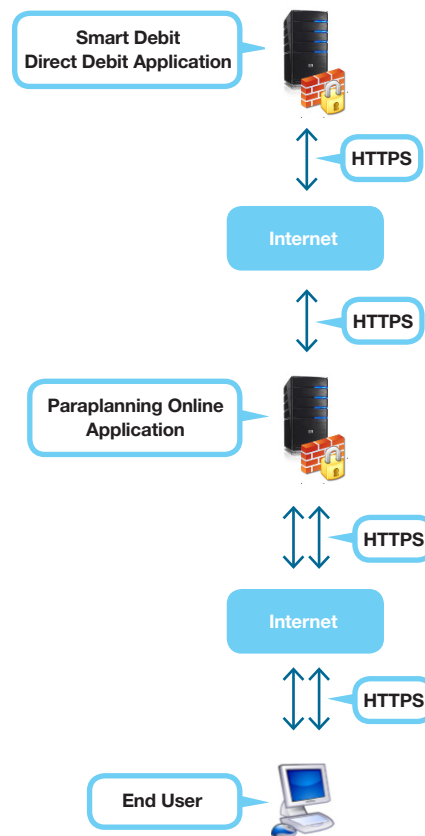 Smart Debit
Direct Debit Application
HTTPS
Internet
HTTPS
Paraplanning Online
Application
HTTPS
Internet
HTTPS
End User